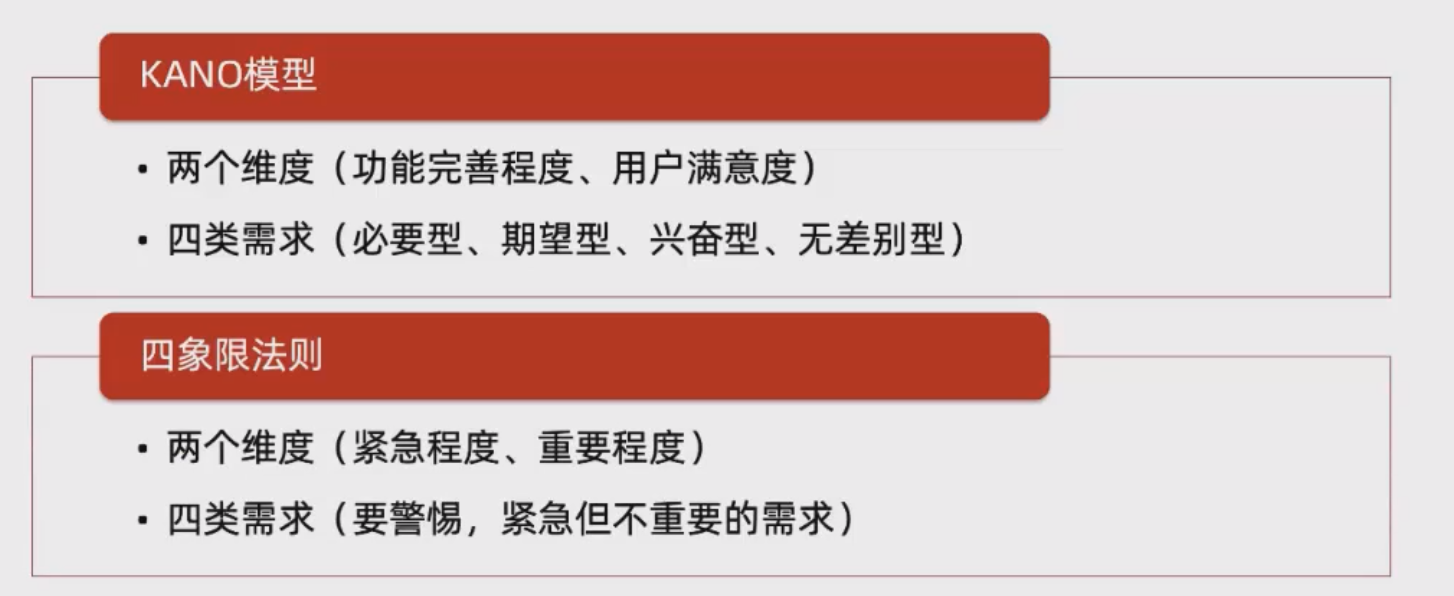 KANO模型
• 两个维度（功能完善程度、用户满意度）
• 四类需求（必要型、期望型、兴奋型、无差别型）
四象限法则
• 两个维度（紧急程度、重要程度）
• 四类需求（要警惕，紧急但不重要的需求）